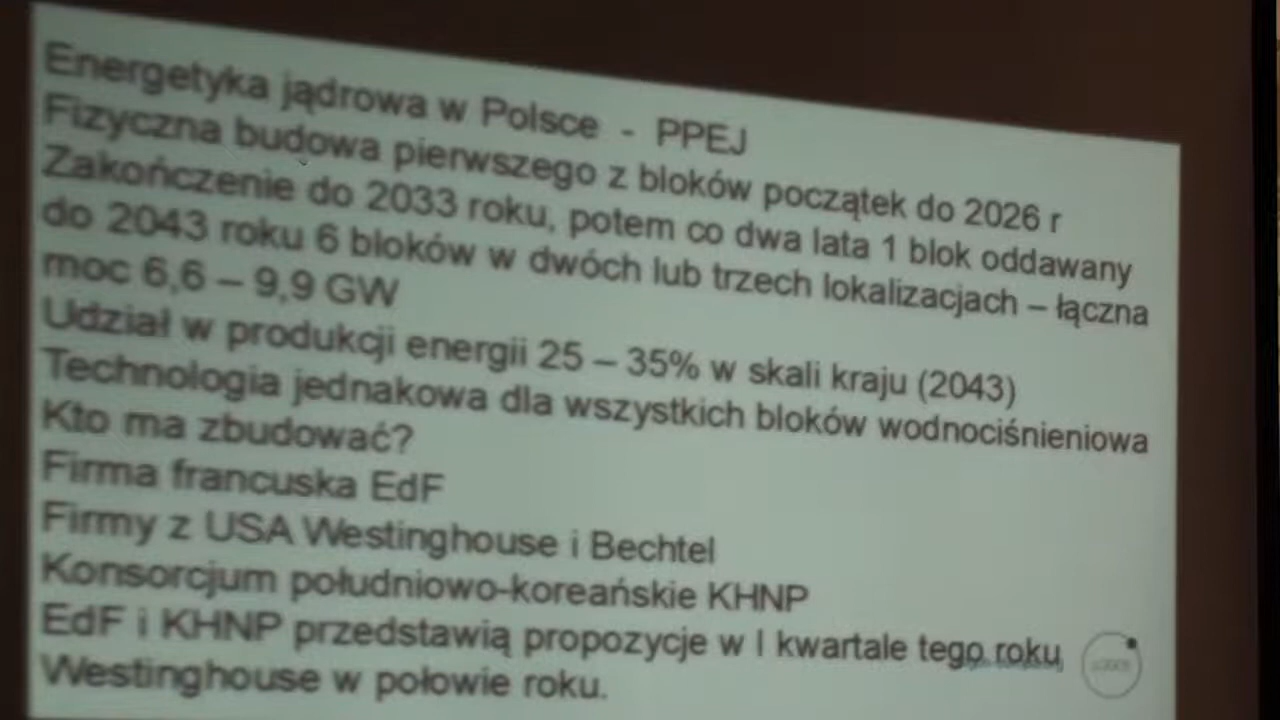 Energetyka jądrowa w Polsce - PPEJ
Fizyczna budowa pierwszego z bloków początek do 2026 r
Zakończenie do 2033 roku, potem co dwa lata 1 blok oddawany
do 2043 roku 6 bloków w dwóch lub trzech lokalizacjach – łączna
moc 6,6 – 9,9 GW
Udział w produkcji energii 25 – 35% w skali kraju (2043)
Technologia jednakowa dla wszystkich bloków wodnociśnieniowa
Kto ma zbudować?
Firma francuska EdF
Firmy z USA Westinghouse i Bechtel
Konsorcjum południowo-koreańskie KHNP
EdF i KHNP przedstawią propozycje w I kwartale tego roku
Westinghouse w połowie roku.